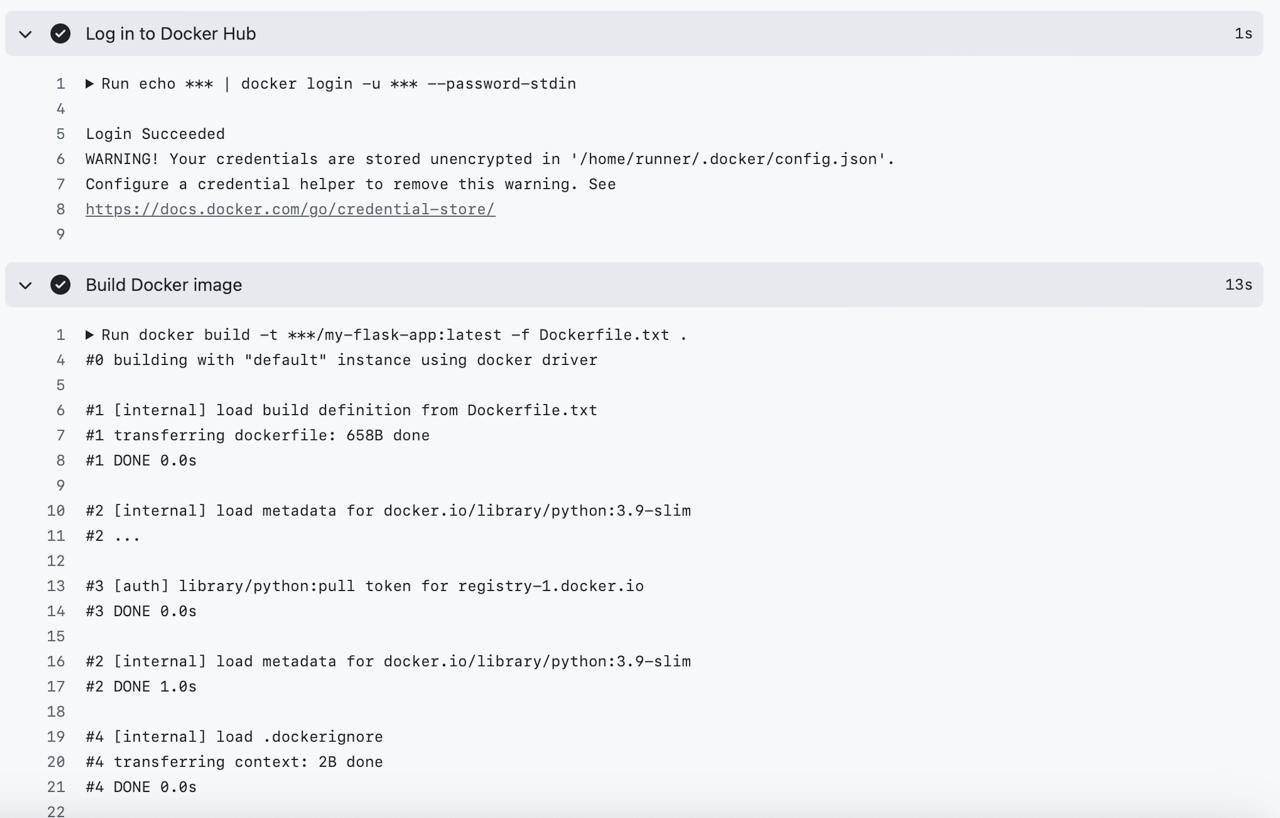 Log in to Docker Hub 1s
1 Run echo *** | docker login -u *** --password-stdin
4
5 Login Succeeded
6 WARNING! Your credentials are stored unencrypted in '/home/runner/.docker/config.json'.
7 Configure a credential helper to remove this warning. See
8 https://docs.docker.com/go/credential-store/
9
Build Docker image 13s
1 Run docker build -t ***/my-flask-app:latest -f Dockerfile.txt .
4 #0 building with "default" instance using docker driver
5
6 #1 [internal] load build definition from Dockerfile.txt
7 #1 transferring dockerfile: 658B done
8 #1 DONE 0.0s
9
10 #2 [internal] load metadata for docker.io/library/python:3.9-slim
11 #2 ...
12
13 #3 [auth] library/python:pull token for registry-1.docker.io
14 #3 DONE 0.0s
15
16 #2 [internal] load metadata for docker.io/library/python:3.9-slim
17 #2 DONE 1.0s
18
19 #4 [internal] load .dockerignore
20 #4 transferring context: 2B done
21 #4 DONE 0.0s
22